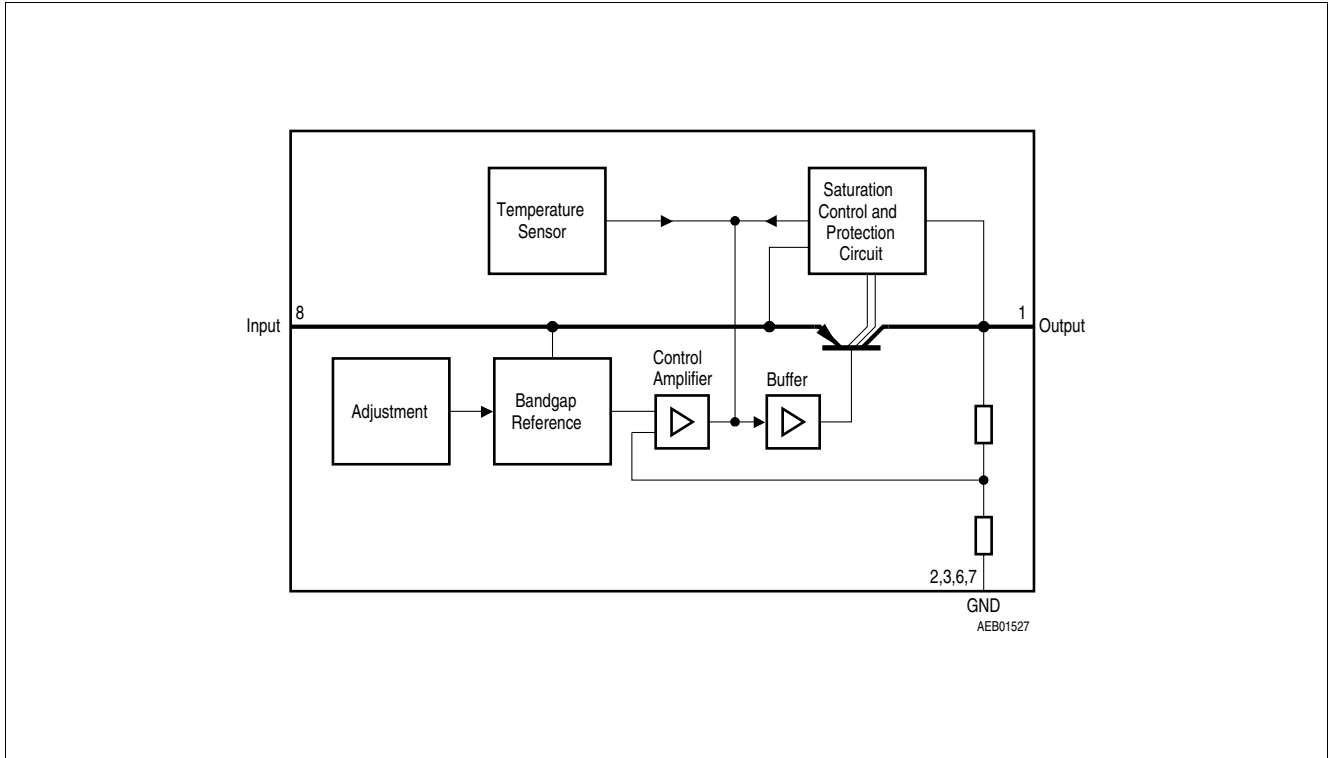 Temperature
Sensor
Saturation
Control and
Protection
Circuit
Input
8
1
Output
Adjustment
Bandgap
Reference
Control
Amplifier
Buffer
2,3,6,7
GND
AEB01527